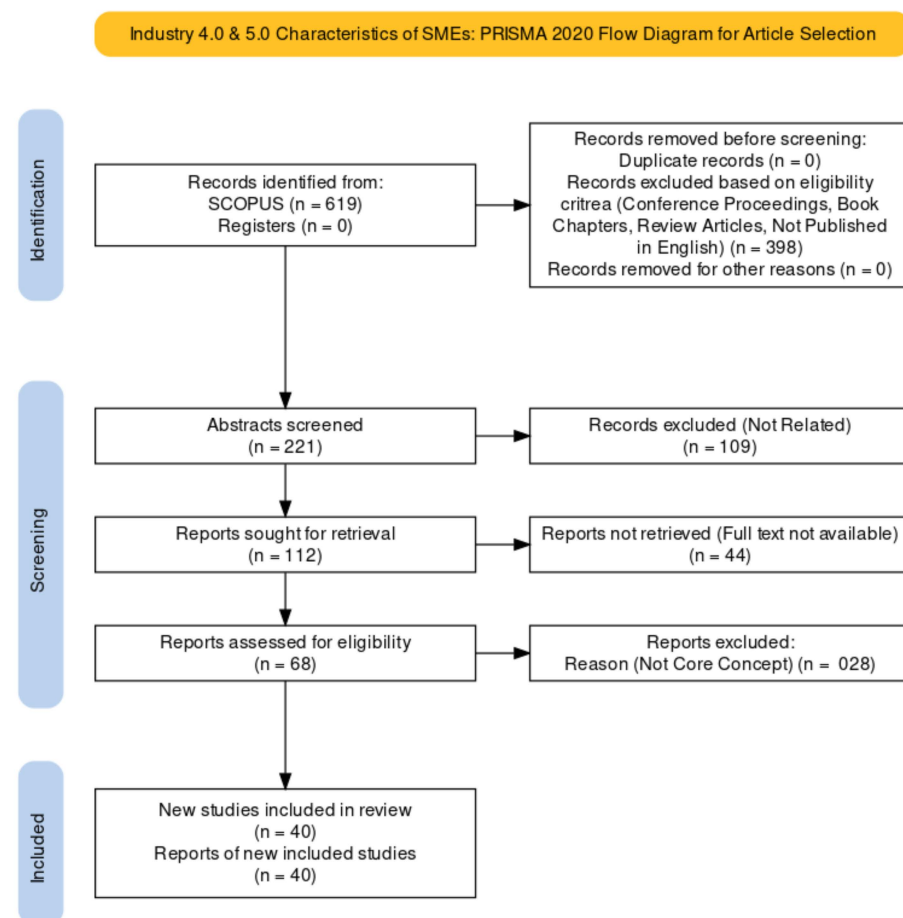 Industry 4.0 & 5.0 Characteristics of SMEs: PRISMA 2020 Flow Diagram for Article Selection
Identification
Records identified from:
SCOPUS (n = 619)
Registers (n = 0)
Records removed before screening:
Duplicate records (n = 0)
Records excluded based on eligibility
critrea (Conference Proceedings, Book
Chapters, Review Articles, Not Published
in English) (n = 398)
Records removed for other reasons (n = 0)
Screening
Abstracts screened
(n = 221)
Records excluded (Not Related)
(n = 109)
Reports sought for retrieval
(n = 112)
Reports not retrieved (Full text not available)
(n = 44)
Reports assessed for eligibility
(n = 68)
Reports excluded:
Reason (Not Core Concept) (n = 028)
Included
New studies included in review
(n = 40)
Reports of new included studies
(n = 40)